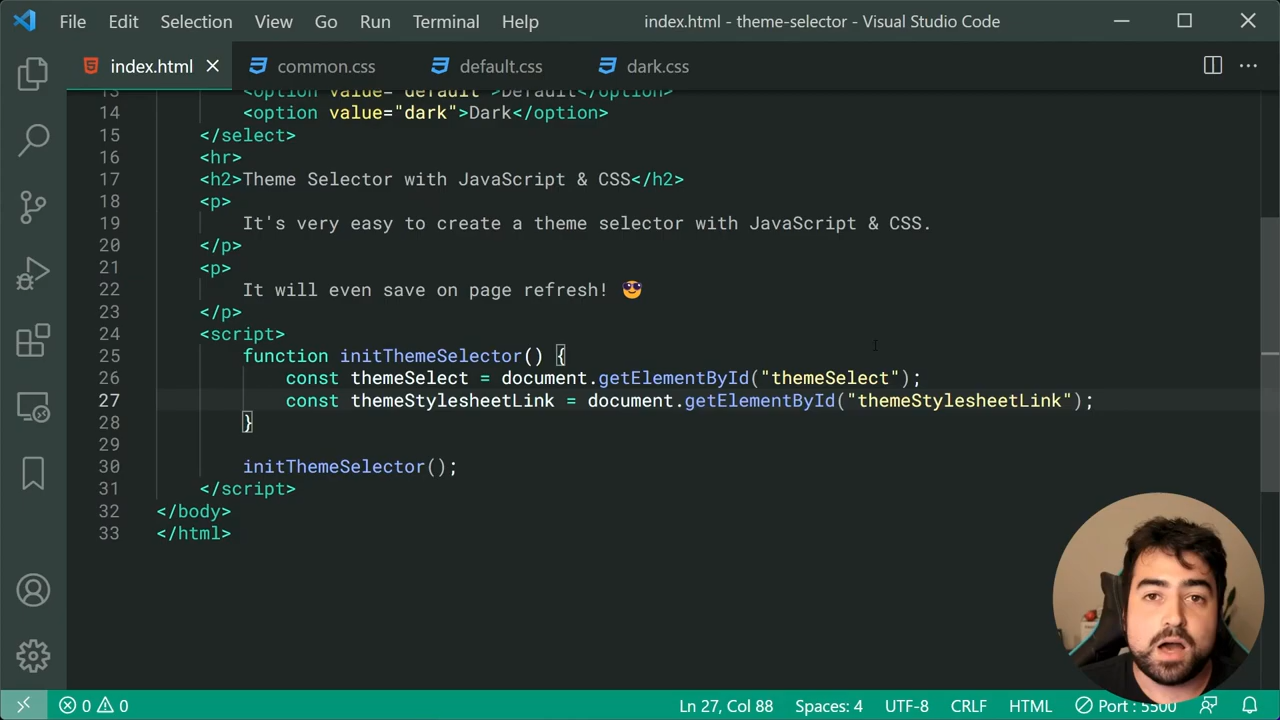 File Edit Selection View Go Run Terminal Help index.html - theme-selector - Visual Studio Code
index.html common.css default.css dark.css
13 <option value="default">Default</option>
14 <option value="dark">Dark</option>
15 </select>
16 <hr>
17 <h2>Theme Selector with JavaScript & CSS</h2>
18 <p>
19 It's very easy to create a theme selector with JavaScript & CSS.
20 </p>
21 <p>
22 It will even save on page refresh! 😎
23 </p>
24 <script>
25 function initThemeSelector() {
26 const themeSelect = document.getElementById("themeSelect");
27 const themeStylesheetLink = document.getElementById("themeStylesheetLink");
28 }
29
30 initThemeSelector();
31 </script>
32 </body>
33 </html>
0 0 Ln 27, Col 88 Spaces: 4 UTF-8 CRLF HTML Port : 5500